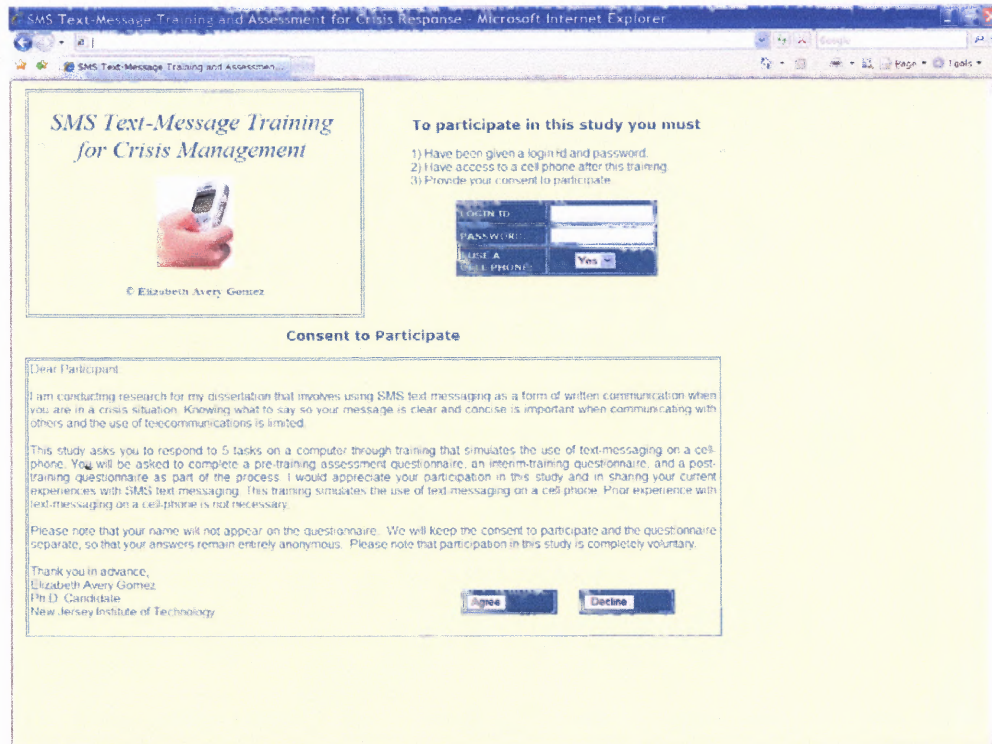 SMS Text-Message Training and Assessment for Crisis Response - Microsoft Internet Explorer
Google
SMS Text-Message Training and Assessmen...
Page
Tools
SMS Text-Message Training
for Crisis Management
© Elizabeth Avery Gomez
To participate in this study you must
1) Have been given a login id and password.
2) Have access to a cell phone after this training.
3) Provide your consent to participate.
LOGIN ID
PASSWORD:
I USE A
CELL PHONE:
Yes
Consent to Participate
Dear Participant:
I am conducting research for my dissertation that involves using SMS text messaging as a form of written communication when
you are in a crisis situation. Knowing what to say so your message is clear and concise is important when communicating with
others and the use of telecommunications is limited.
This study asks you to respond to 5 tasks on a computer through training that simulates the use of text-messaging on a cell-
phone. You will be asked to complete a pre-training assessment questionnaire, an interim-training questionnaire, and a post-
training questionnaire as part of the process. I would appreciate your participation in this study and in sharing your current
experiences with SMS text messaging. This training simulates the use of text-messaging on a cell phone. Prior experience with
text-messaging on a cell-phone is not necessary.
Please note that your name will not appear on the questionnaire. We will keep the consent to participate and the questionnaire
separate, so that your answers remain entirely anonymous. Please note that participation in this study is completely voluntary.
Thank you in advance,
Elizabeth Avery Gomez
Ph.D. Candidate
New Jersey Institute of Technology
Agree
Decline